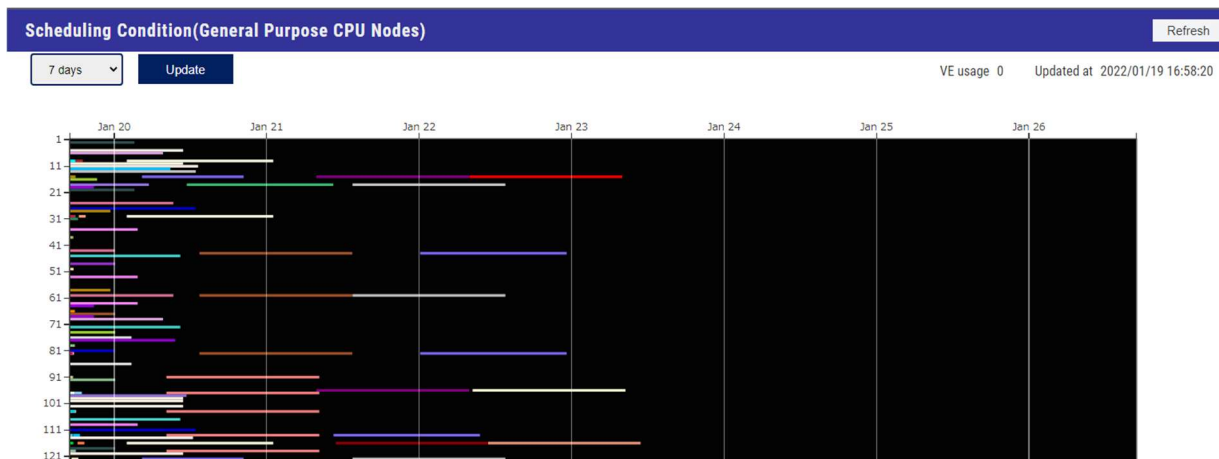 Scheduling Condition(General Purpose CPU Nodes)
Refresh
7 days
Update
VE usage 0 Updated at 2022/01/19 16:58:20
Jan 20 Jan 21 Jan 22 Jan 23 Jan 24 Jan 25 Jan 26
1
11
21
31
41
51
61
71
81
91
101
111
121